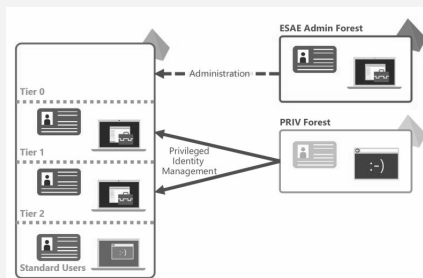 ESAE Admin Forest
Administration
Tier 0
PRIV Forest
Tier 1
Privileged
Identity
Management
:-)
Tier 2
:-)
Standard Users